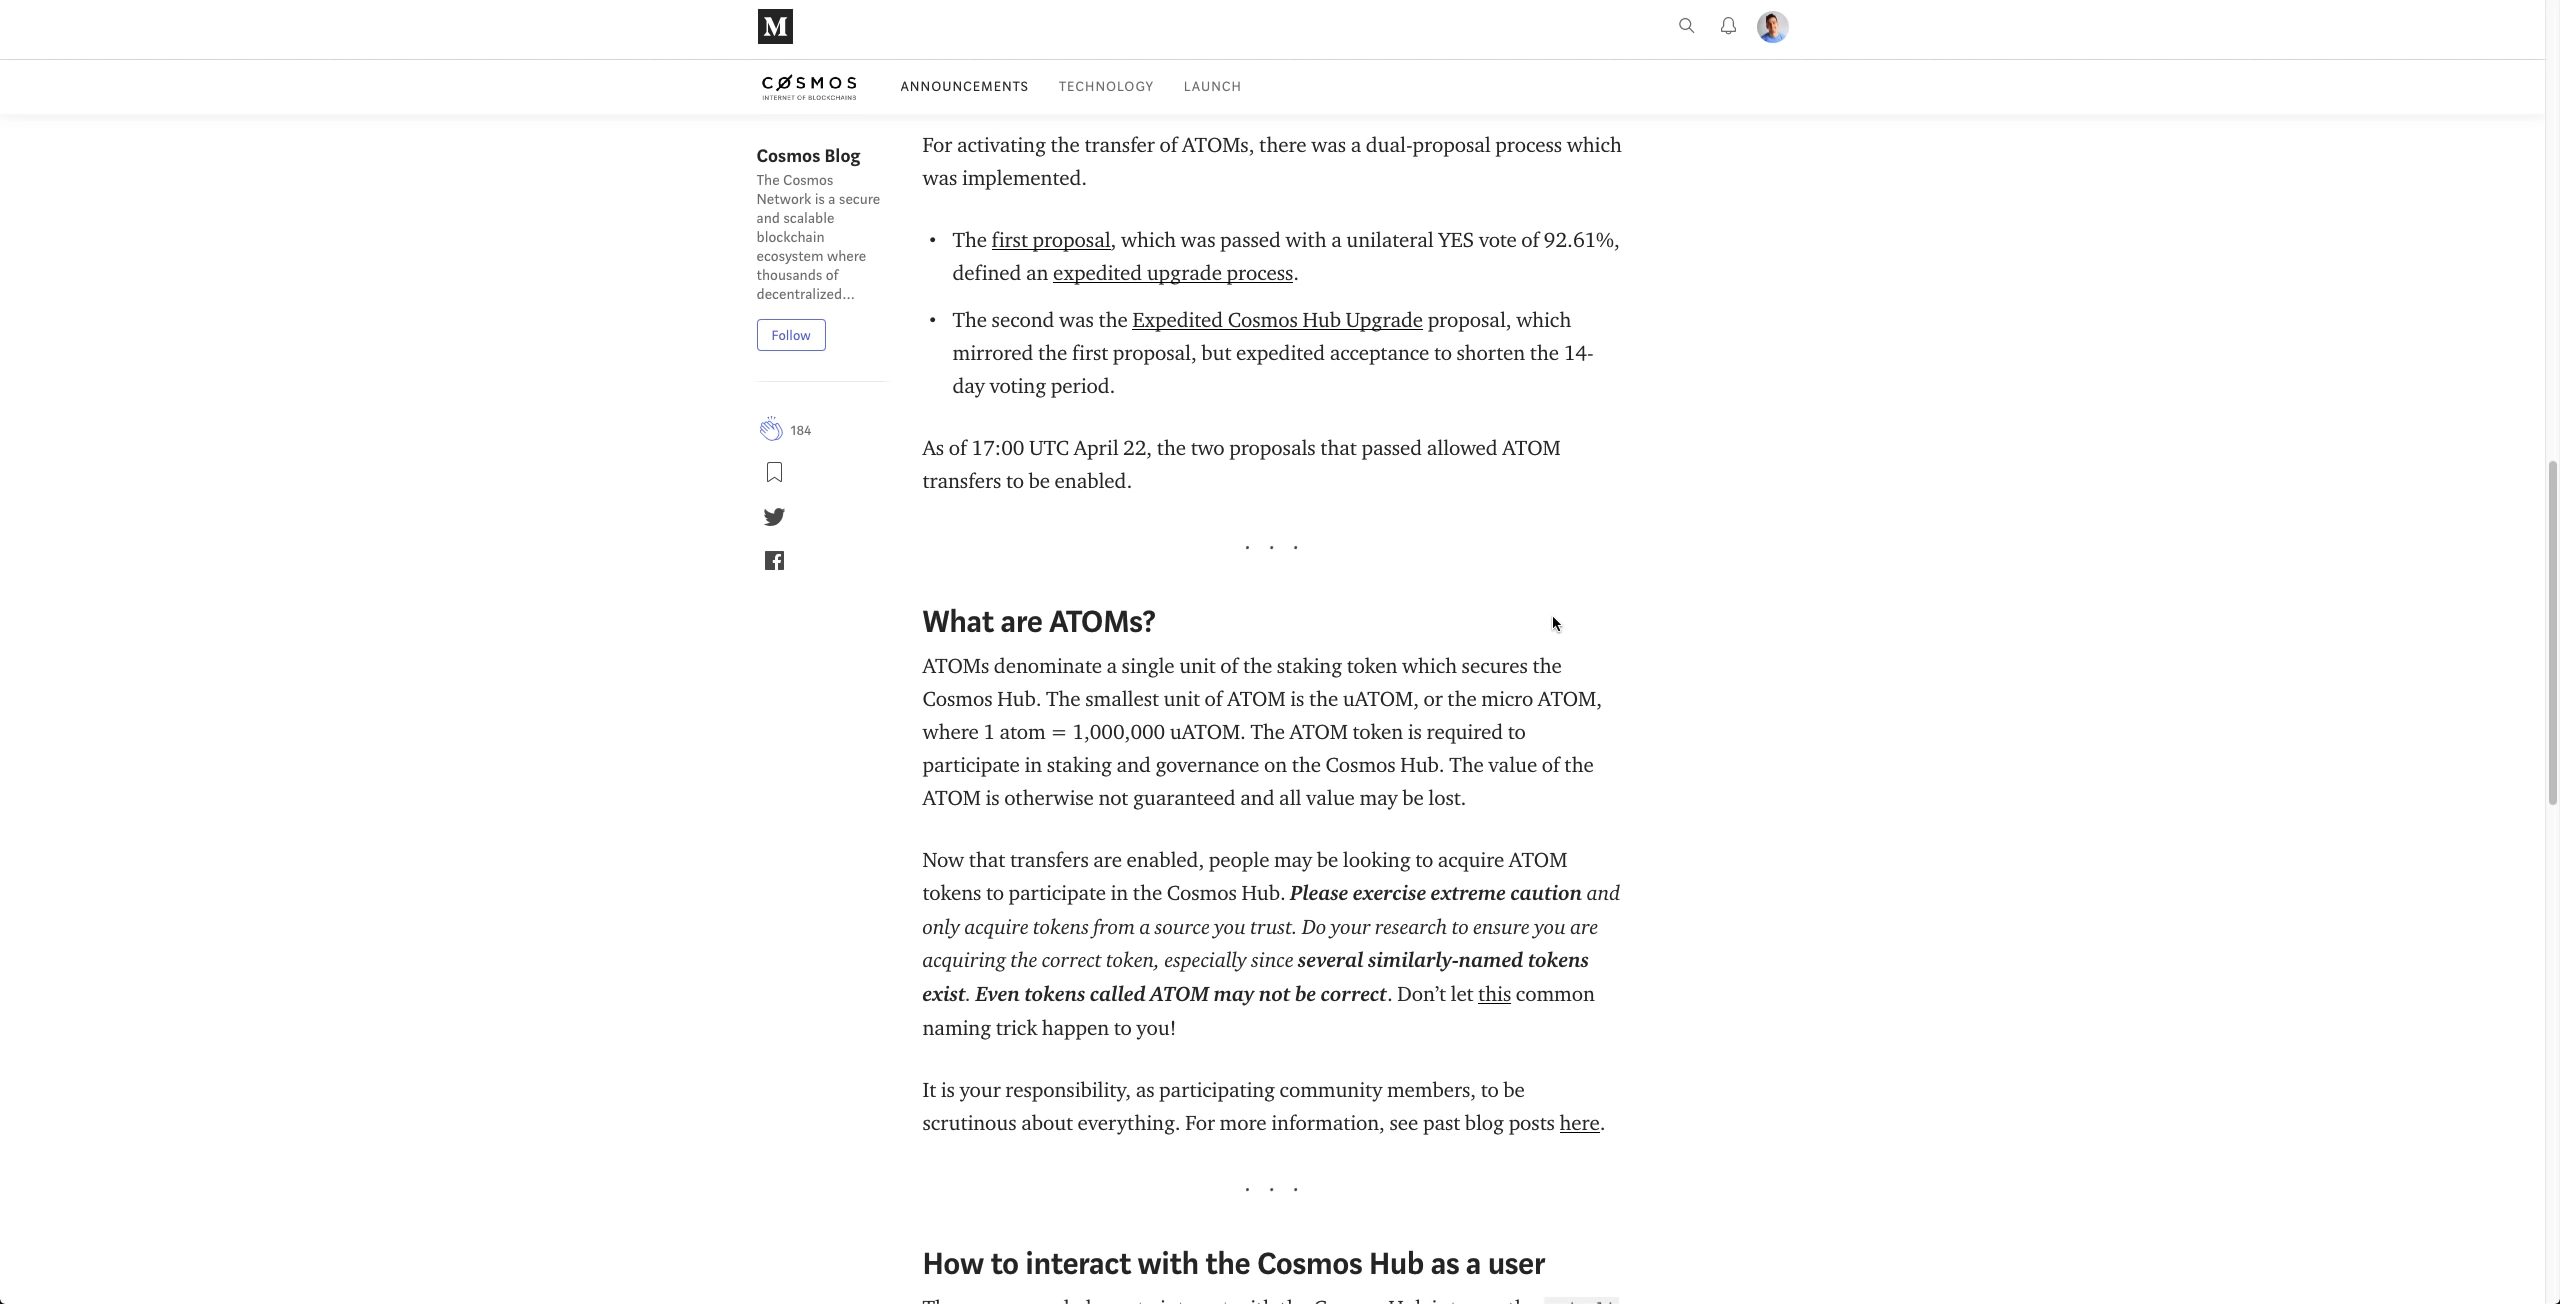 M
CØSMOS
INTERNET OF BLOCKCHAINS
ANNOUNCEMENTS
TECHNOLOGY
LAUNCH
Cosmos Blog
The Cosmos
Network is a secure
and scalable
blockchain
ecosystem where
thousands of
decentralized...
Follow
184
For activating the transfer of ATOMs, there was a dual-proposal process which
was implemented.
• The first proposal, which was passed with a unilateral YES vote of 92.61%,
defined an expedited upgrade process.
• The second was the Expedited Cosmos Hub Upgrade proposal, which
mirrored the first proposal, but expedited acceptance to shorten the 14-
day voting period.
As of 17:00 UTC April 22, the two proposals that passed allowed ATOM
transfers to be enabled.
. . .
What are ATOMs?
ATOMs denominate a single unit of the staking token which secures the
Cosmos Hub. The smallest unit of ATOM is the uATOM, or the micro ATOM,
where 1 atom = 1,000,000 uATOM. The ATOM token is required to
participate in staking and governance on the Cosmos Hub. The value of the
ATOM is otherwise not guaranteed and all value may be lost.
Now that transfers are enabled, people may be looking to acquire ATOM
tokens to participate in the Cosmos Hub. Please exercise extreme caution and
only acquire tokens from a source you trust. Do your research to ensure you are
acquiring the correct token, especially since several similarly-named tokens
exist. Even tokens called ATOM may not be correct. Don’t let this common
naming trick happen to you!
It is your responsibility, as participating community members, to be
scrutinous about everything. For more information, see past blog posts here.
. . .
How to interact with the Cosmos Hub as a user